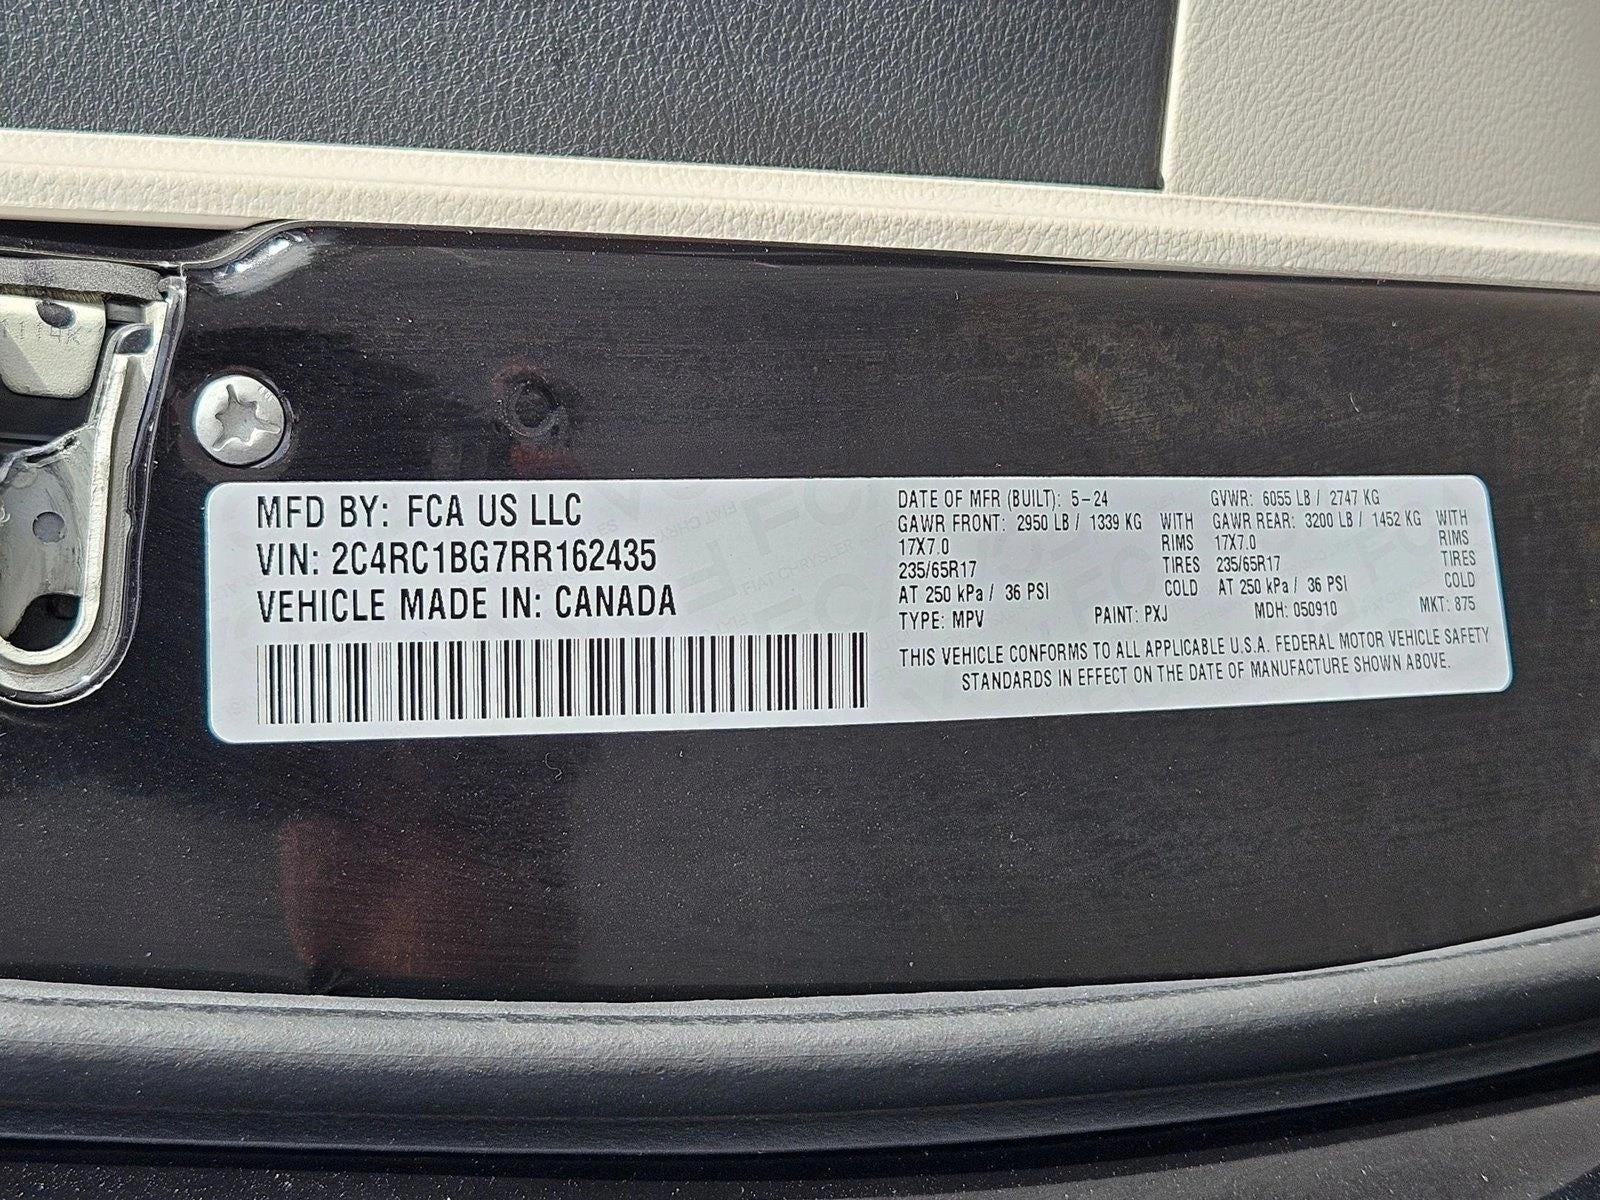 MFD BY: FCA US LLC
VIN: 2C4RC1BG7RR162435
VEHICLE MADE IN: CANADA
DATE OF MFR (BUILT): 5-24 GVWR: 6055 LB / 2747 KG
GAWR FRONT: 2950 LB / 1339 KG WITH GAWR REAR: 3200 LB / 1452 KG WITH
17X7.0 RIMS 17X7.0 RIMS
235/65R17 TIRES 235/65R17 TIRES
AT 250 kPa / 36 PSI COLD AT 250 kPa / 36 PSI COLD
TYPE: MPV PAINT: PXJ MDH: 050910 MKT: 875
THIS VEHICLE CONFORMS TO ALL APPLICABLE U.S.A. FEDERAL MOTOR VEHICLE SAFETY
STANDARDS IN EFFECT ON THE DATE OF MANUFACTURE SHOWN ABOVE.